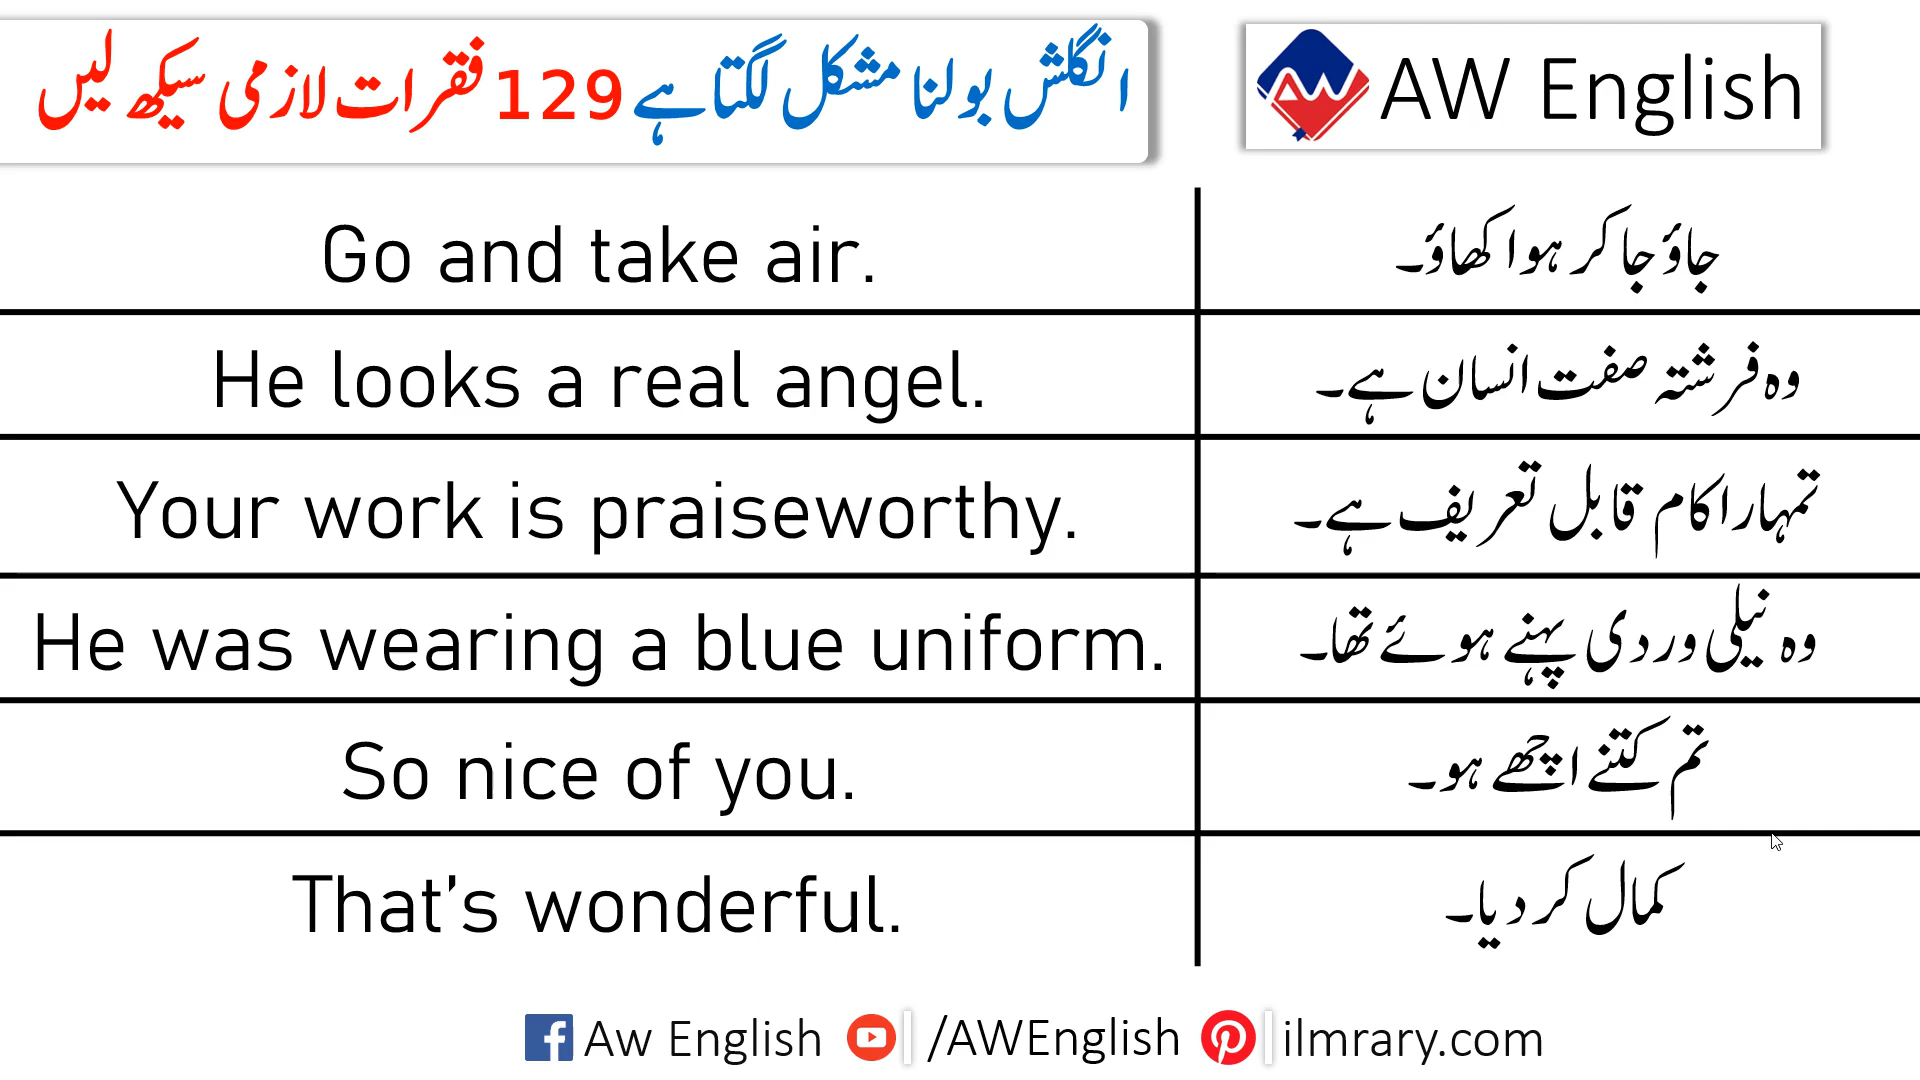 انگلش بولنا مشکل لگتا ہے 129 فقرات لازمی سیکھ لیں
AW English
Go and take air.
جاؤ جا کر ہوا کھاؤ۔
He looks a real angel.
وہ فرشتہ صفت انسان ہے۔
Your work is praiseworthy.
تمہارا کام قابل تعریف ہے۔
He was wearing a blue uniform.
وہ نیلی وردی پہنے ہوئے تھا۔
So nice of you.
تم کتنے اچھے ہو۔
That’s wonderful.
کمال کر دیا۔
Aw English /AWEnglish ilmrary.com